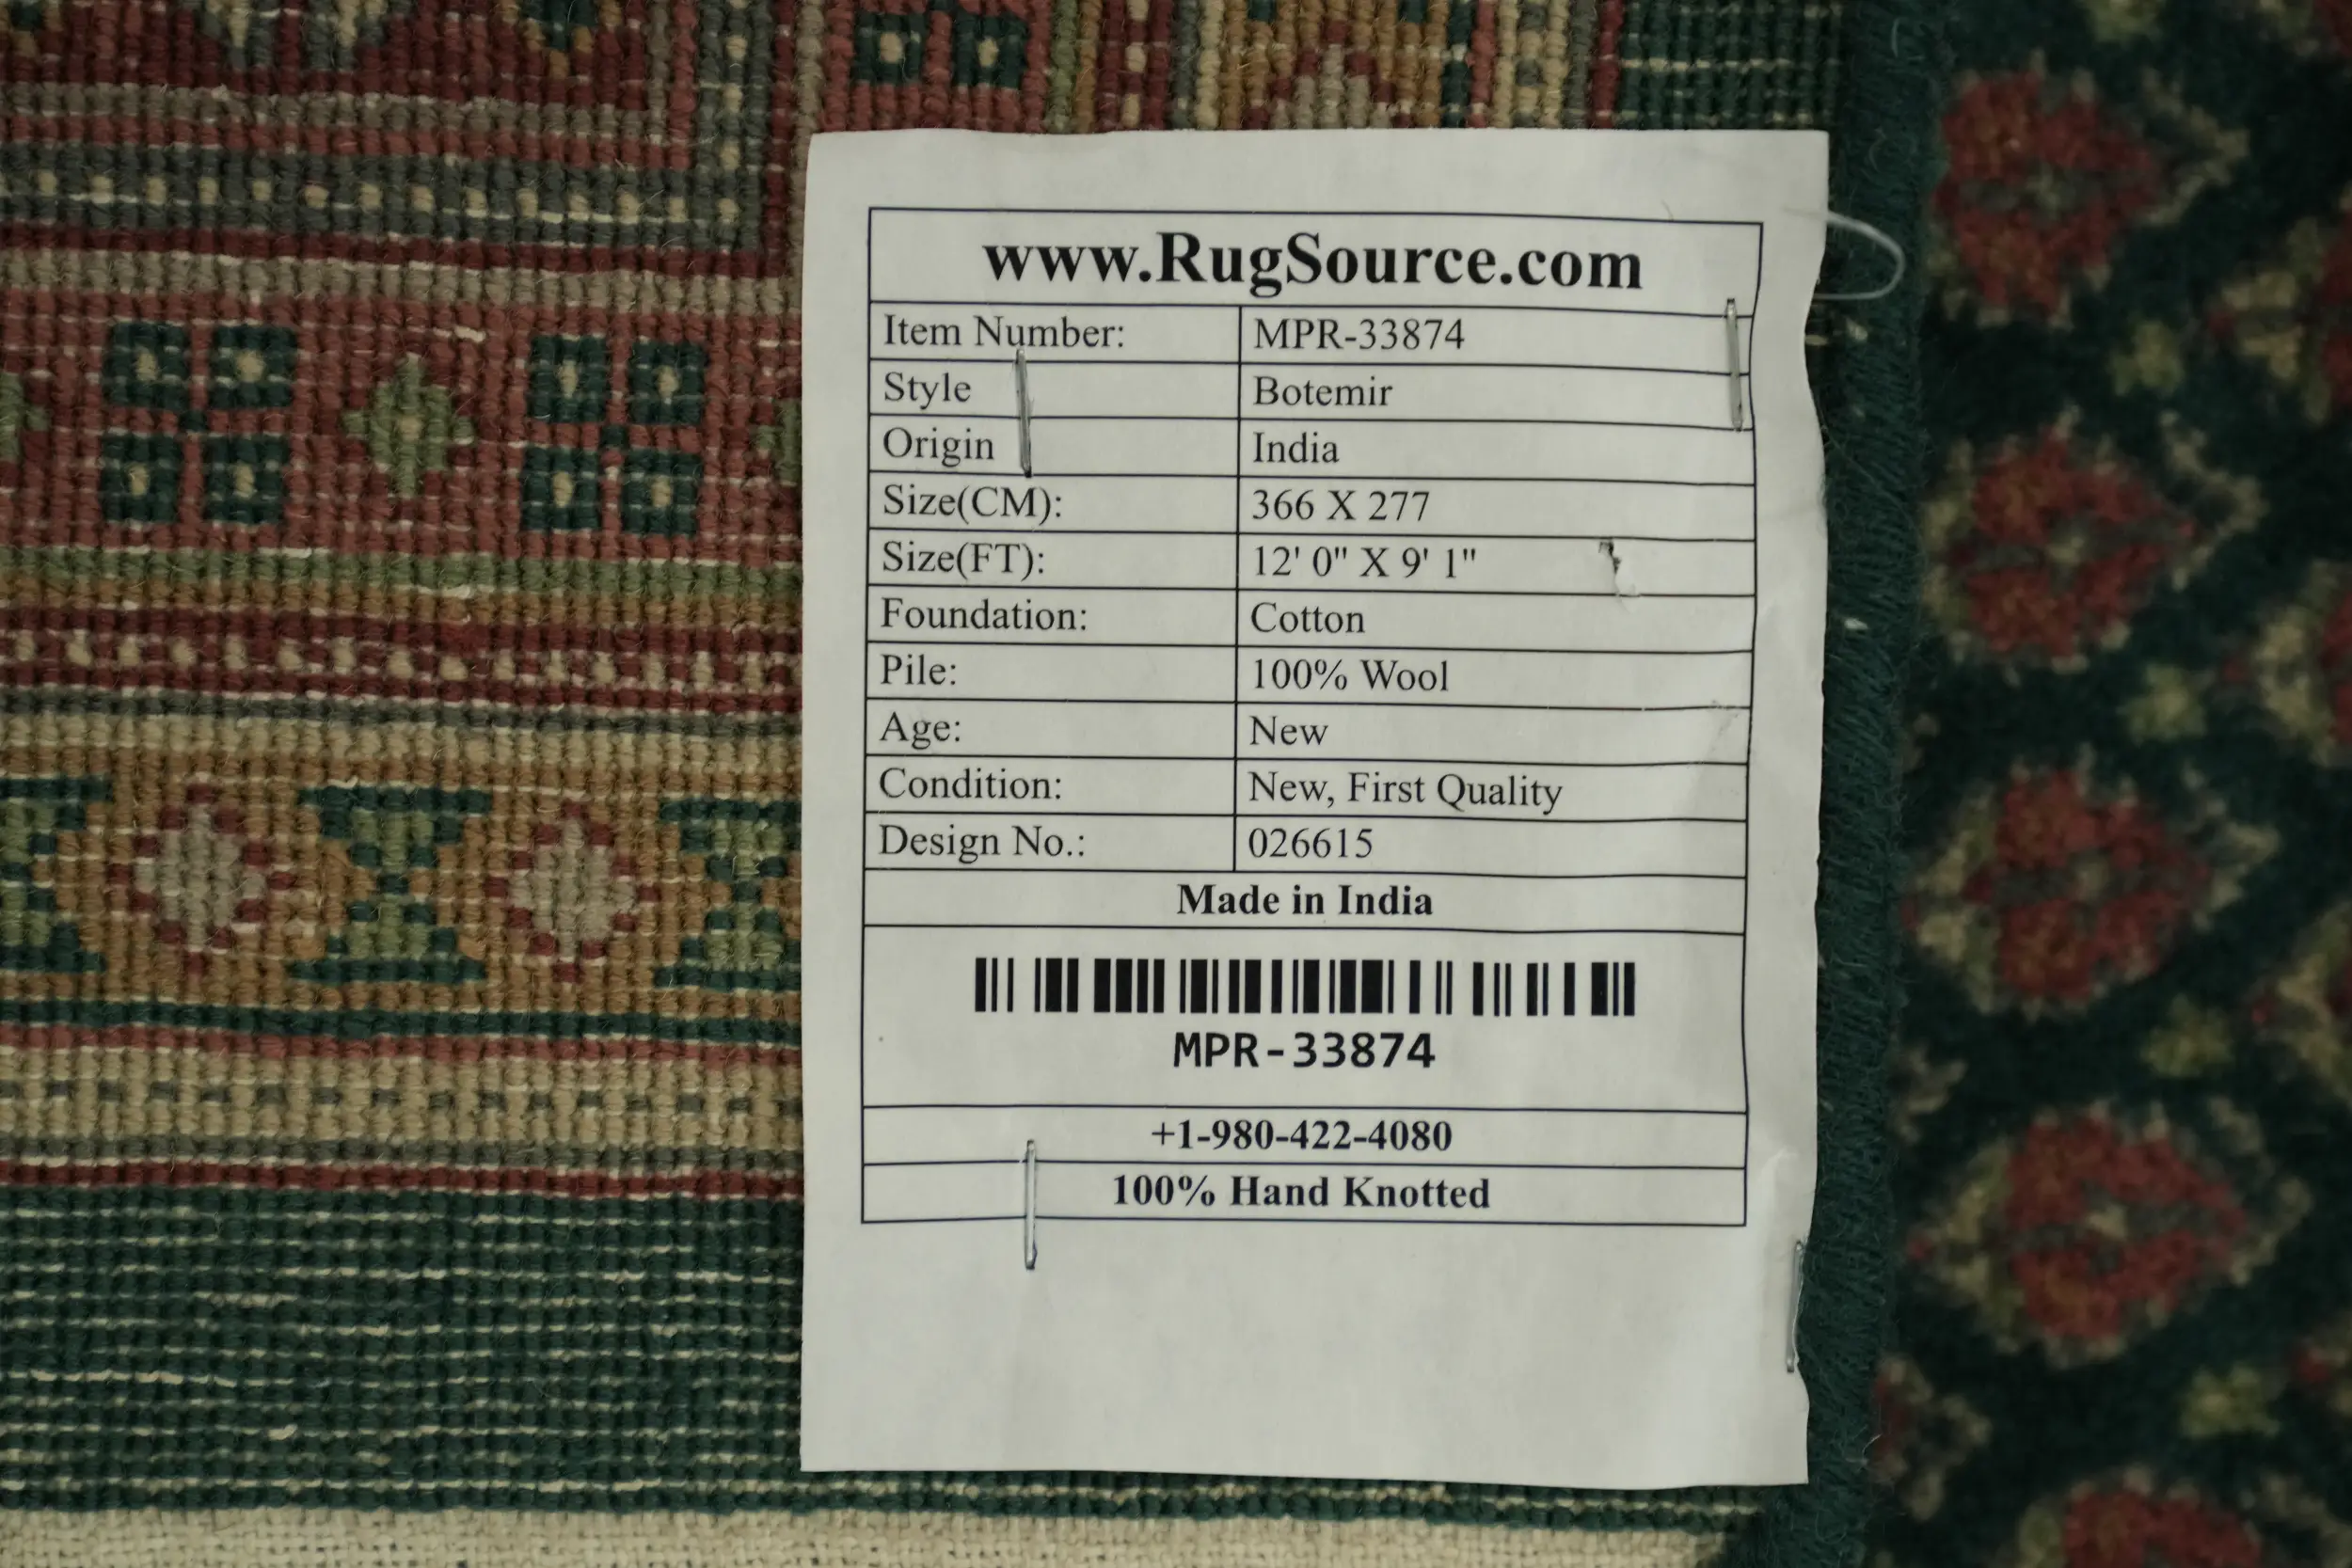 www.RugSource.com
Item Number: MPR-33874
Style Botemir
Origin India
Size(CM): 366 X 277
Size(FT): 12' 0" X 9' 1"
Foundation: Cotton
Pile: 100% Wool
Age: New
Condition: New, First Quality
Design No.: 026615
Made in India
MPR-33874
+1-980-422-4080
100% Hand Knotted